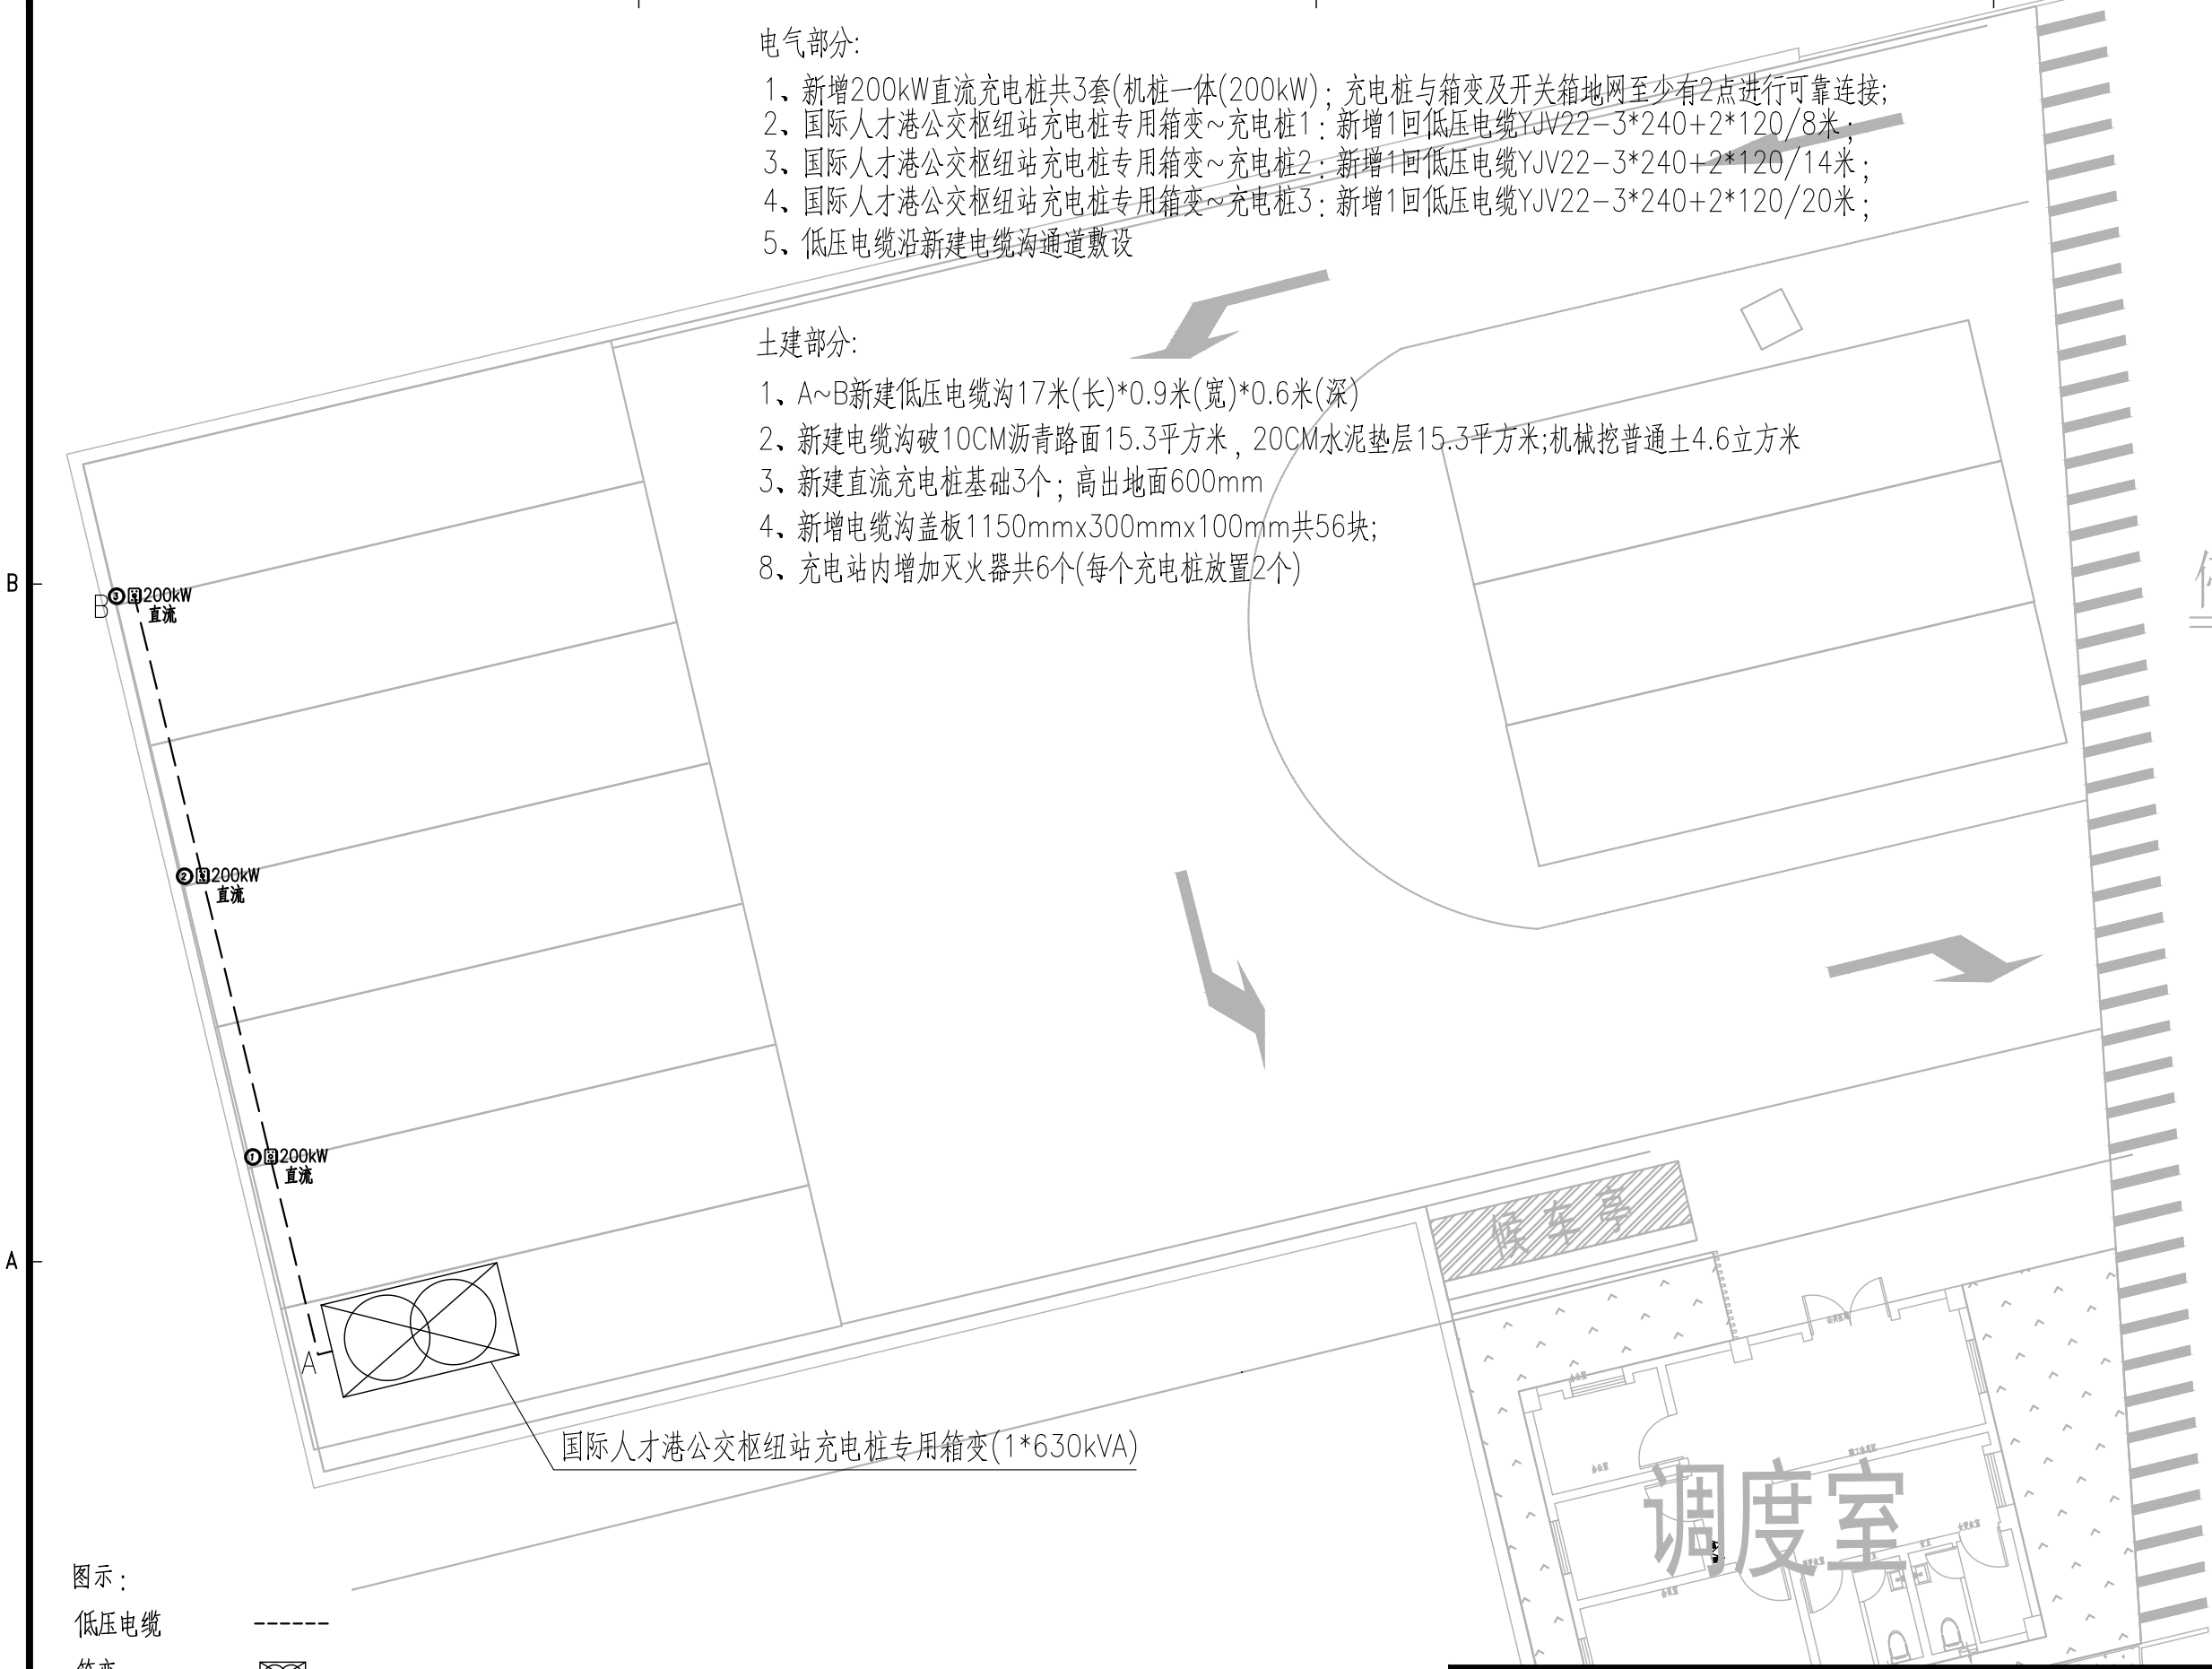 电气部分:
1、新增200kW直流充电桩共3套(机桩一体(200kW)；充电桩与箱变及开关箱地网至少有2点进行可靠连接;
2、国际人才港公交枢纽站充电桩专用箱变~充电桩1：新增1回低压电缆YJV22-3*240+2*120/8米；
3、国际人才港公交枢纽站充电桩专用箱变~充电桩2：新增1回低压电缆YJV22-3*240+2*120/14米；
4、国际人才港公交枢纽站充电桩专用箱变~充电桩3：新增1回低压电缆YJV22-3*240+2*120/20米；
5、低压电缆沿新建电缆沟通道敷设
土建部分:
1、A~B新建低压电缆沟17米(长)*0.9米(宽)*0.6米(深)
2、新建电缆沟破10CM沥青路面15.3平方米，20CM水泥垫层15.3平方米;机械挖普通土4.6立方米
3、新建直流充电桩基础3个；高出地面600mm
4、新增电缆沟盖板1150mmx300mmx100mm共56块;
8、充电站内增加灭火器共6个(每个充电桩放置2个)
B
B ③ 200kW
直流
② 200kW
直流
① 200kW
直流
候车亭
A
A
国际人才港公交枢纽站充电桩专用箱变(1*630kVA)
办公室
办公室
调度室
图示：
低压电缆